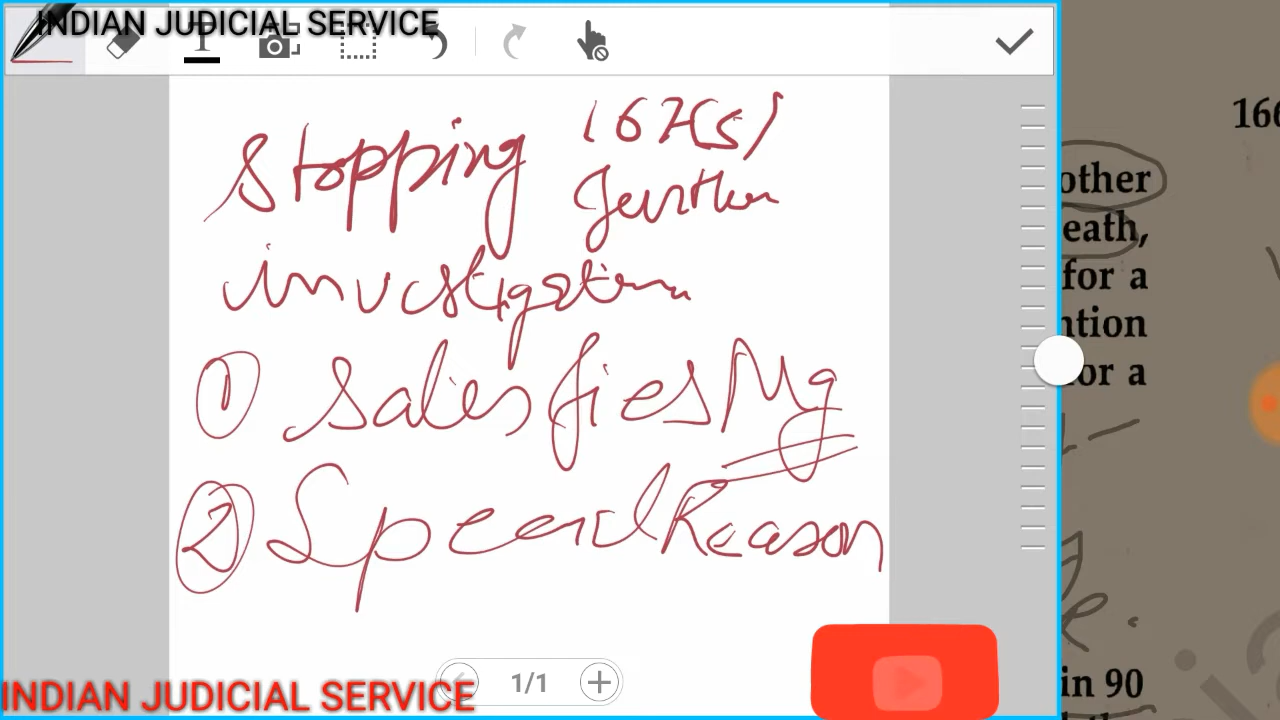 INDIAN JUDICIAL SERVICE
T
166
Stopping 167(5)
further
investigation
① Satisfies Mg
② Special Reason
other
eath,
for a
ntion
or a
1/1
in 90
INDIAN JUDICIAL SERVICE